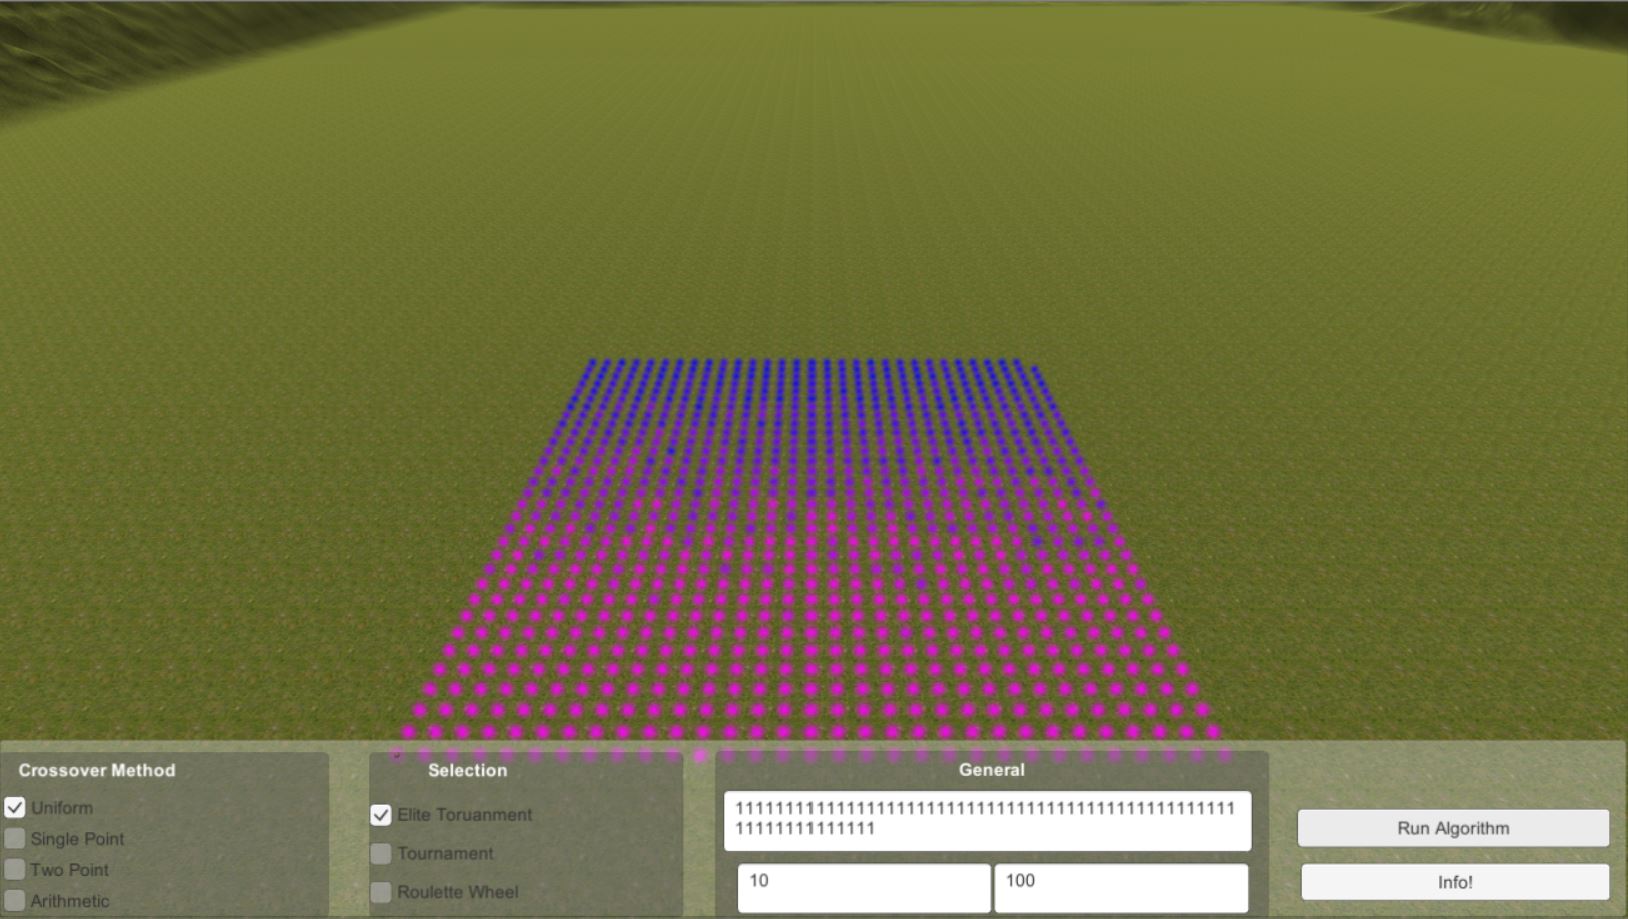 Crossover Method
Uniform
Single Point
Two Point
Arithmetic
Selection
Elite Toruanment
Tournament
Roulette Wheel
General
11111111111111111111111111111111111111111111111111
11111111111111
10
100
Run Algorithm
Info!